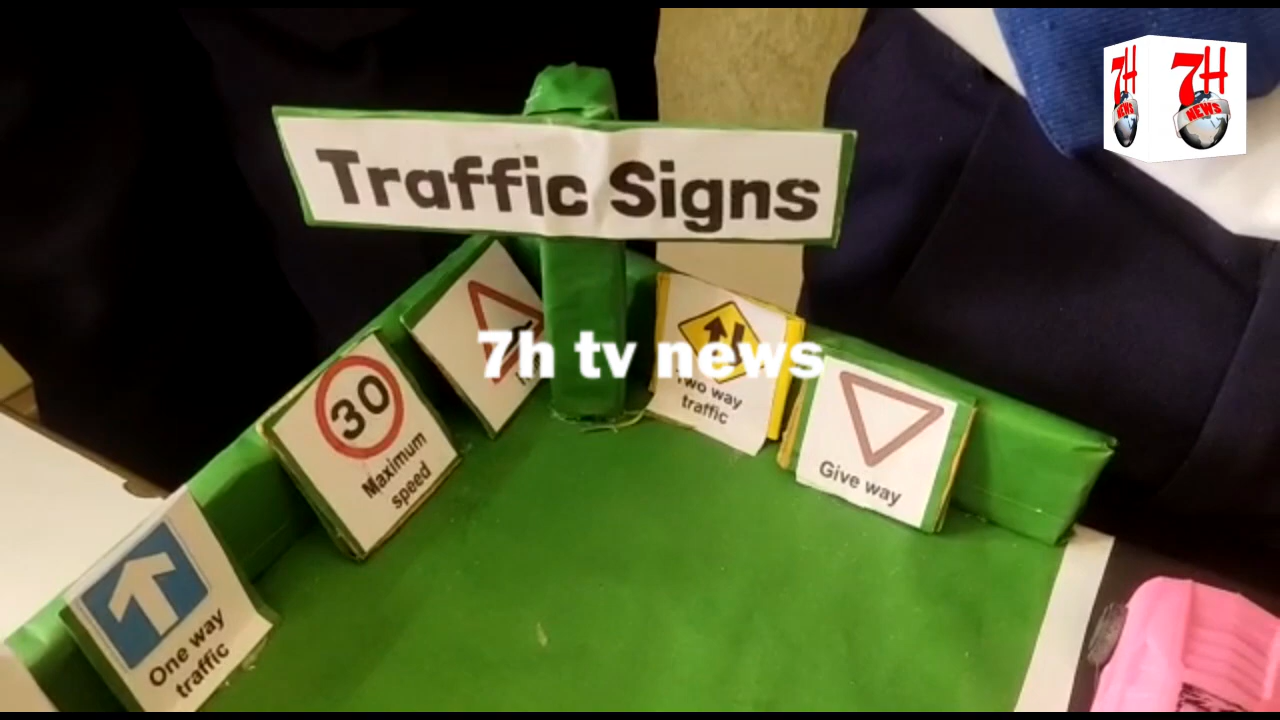 7H
NEWS
7H
NEWS
Traffic Signs
7h tv news
30
Maximum
speed
Two way
traffic
Give way
One way
traffic